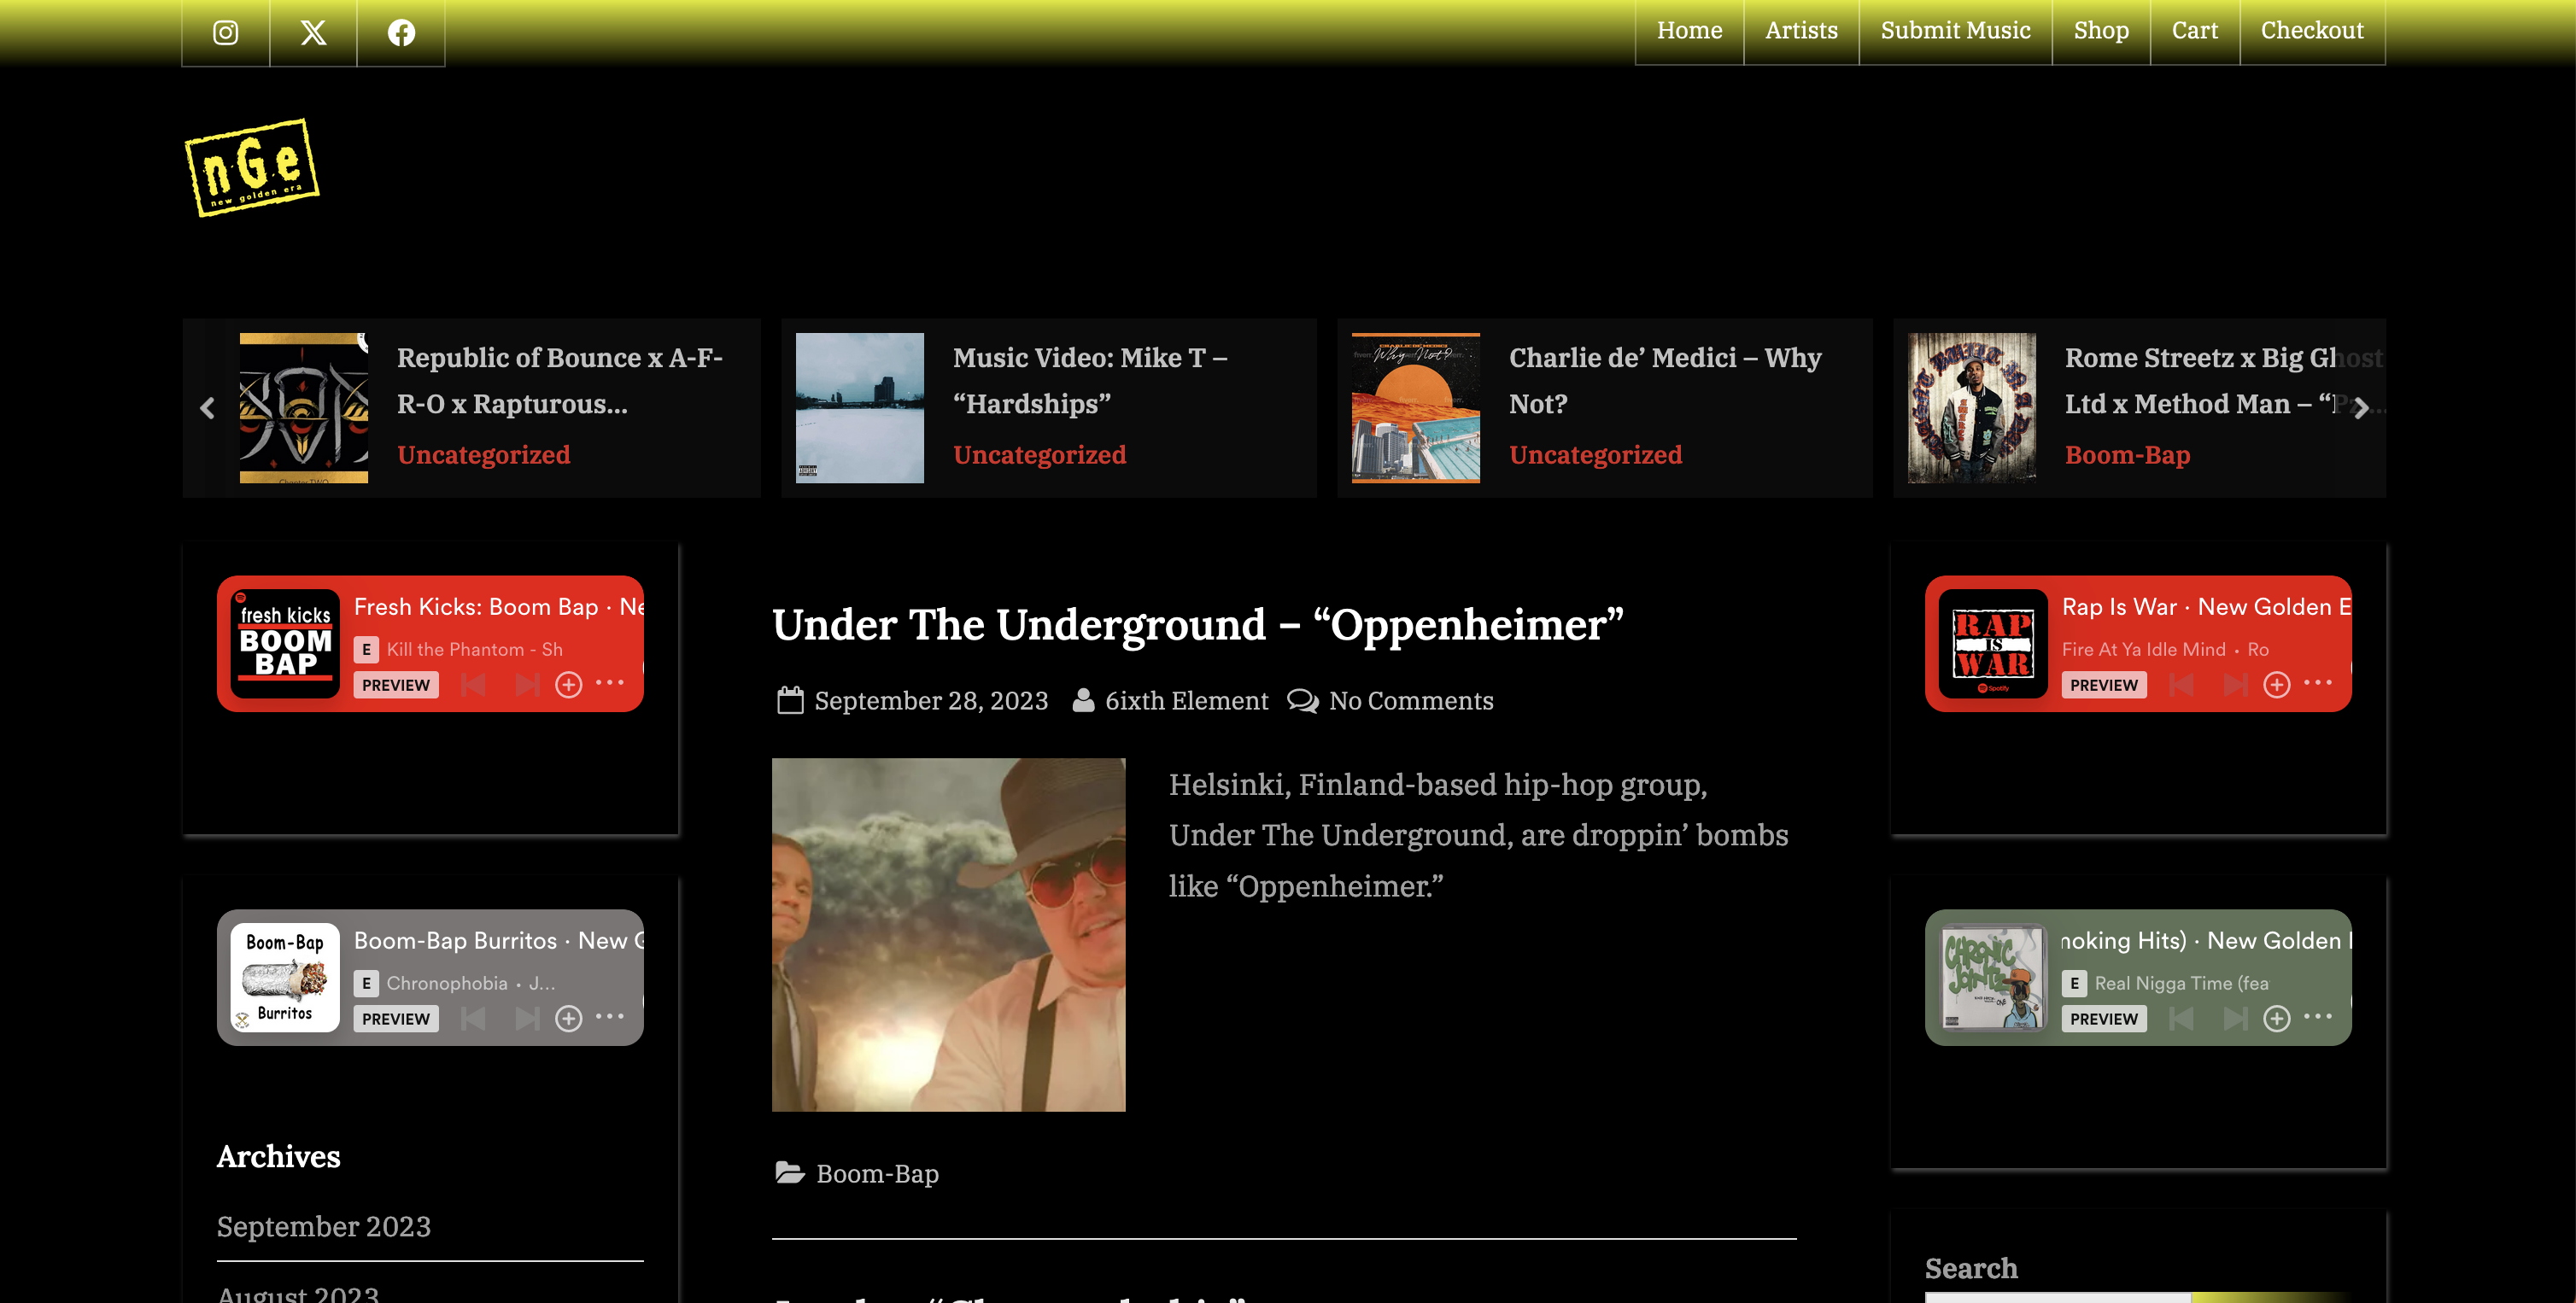 Home
Artists
Submit Music
Shop
Cart
Checkout
nGe
new golden era
Republic of Bounce x A-F-
R-O x Rapturous...
Uncategorized
Music Video: Mike T –
“Hardships”
Uncategorized
Charlie de’ Medici – Why
Not?
Uncategorized
Rome Streetz x Big Ghost
Ltd x Method Man –
Boom-Bap
fresh kicks
BOOM
BAP
Fresh Kicks: Boom Bap · Ne
E Kill the Phantom - Sh
PREVIEW
Under The Underground – “Oppenheimer”
September 28, 2023
6ixth Element
No Comments
Helsinki, Finland-based hip-hop group,
Under The Underground, are droppin’ bombs
like “Oppenheimer.”
Boom-Bap
RAP
IS
WAR
Spotify
Rap Is War · New Golden E
Fire At Ya Idle Mind · Ro
PREVIEW
Boom-Bap
Burritos
Boom-Bap Burritos · New G
E Chronophobia · J...
PREVIEW
CHRONIC
JOINTZ
moking Hits) · New Golden
E Real Nigga Time (fea
PREVIEW
Archives
September 2023
August 2023
Search